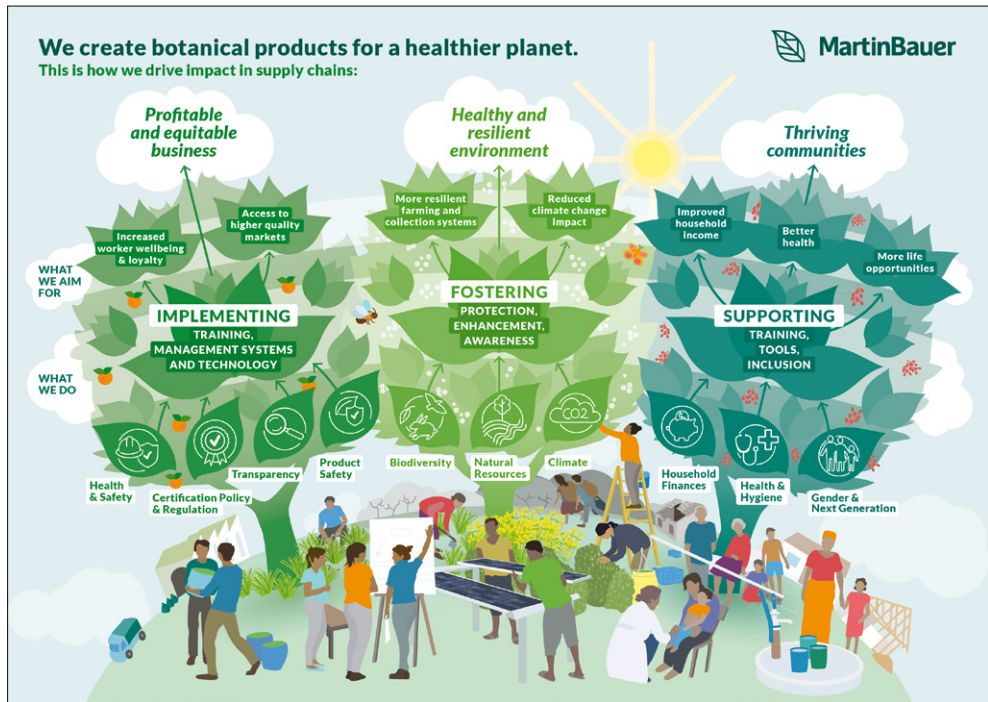 We create botanical products for a healthier planet.
This is how we drive impact in supply chains:
MartinBauer
Profitable
and equitable
business
Healthy and
resilient
environment
Thriving
communities
WHAT
WE AIM
FOR
Increased
worker wellbeing
& loyalty
Access to
higher quality
markets
More resilient
farming and
collection systems
Reduced
climate change
impact
Improved
household
income
Better
health
More life
opportunities
WHAT
WE DO
IMPLEMENTING
TRAINING,
MANAGEMENT SYSTEMS
AND TECHNOLOGY
FOSTERING
PROTECTION,
ENHANCEMENT,
AWARENESS
SUPPORTING
TRAINING,
TOOLS,
INCLUSION
Health
& Safety
Certification Policy
& Regulation
Transparency
Product
Safety
Biodiversity
Natural
Resources
CO2
Climate
Household
Finances
Health &
Hygiene
Gender &
Next Generation